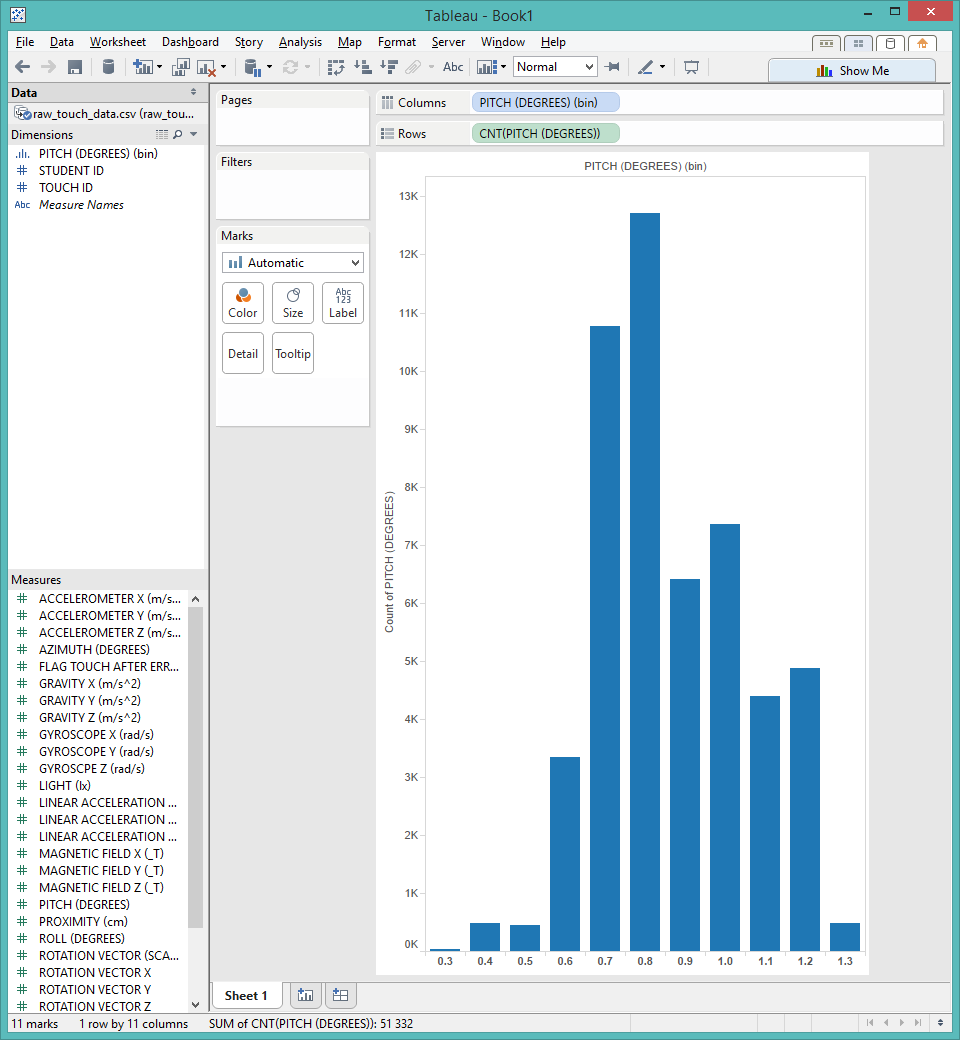 Tableau - Book1
File Data Worksheet Dashboard Story Analysis Map Format Server Window Help
Abc Normal Show Me
Data
raw_touch_data.csv (raw_tou...
Dimensions
PITCH (DEGREES) (bin)
STUDENT ID
TOUCH ID
Abc Measure Names
Measures
ACCELEROMETER X (m/s...
ACCELEROMETER Y (m/s...
ACCELEROMETER Z (m/s...
AZIMUTH (DEGREES)
FLAG TOUCH AFTER ERR...
GRAVITY X (m/s^2)
GRAVITY Y (m/s^2)
GRAVITY Z (m/s^2)
GYROSCOPE X (rad/s)
GYROSCOPE Y (rad/s)
GYROSCPE Z (rad/s)
LIGHT (lx)
LINEAR ACCELERATION ...
LINEAR ACCELERATION ...
LINEAR ACCELERATION ...
MAGNETIC FIELD X (_T)
MAGNETIC FIELD Y (_T)
MAGNETIC FIELD Z (_T)
PITCH (DEGREES)
PROXIMITY (cm)
ROLL (DEGREES)
ROTATION VECTOR (SCA...
ROTATION VECTOR X
ROTATION VECTOR Y
ROTATION VECTOR Z
Pages
Filters
Marks
Automatic
Color Size Abc 123 Label
Detail Tooltip
Columns PITCH (DEGREES) (bin)
Rows CNT(PITCH (DEGREES))
PITCH (DEGREES) (bin)
Count of PITCH (DEGREES)
13K
12K
11K
10K
9K
8K
7K
6K
5K
4K
3K
2K
1K
0K
0.3 0.4 0.5 0.6 0.7 0.8 0.9 1.0 1.1 1.2 1.3
Sheet 1
11 marks 1 row by 11 columns SUM of CNT(PITCH (DEGREES)): 51 332